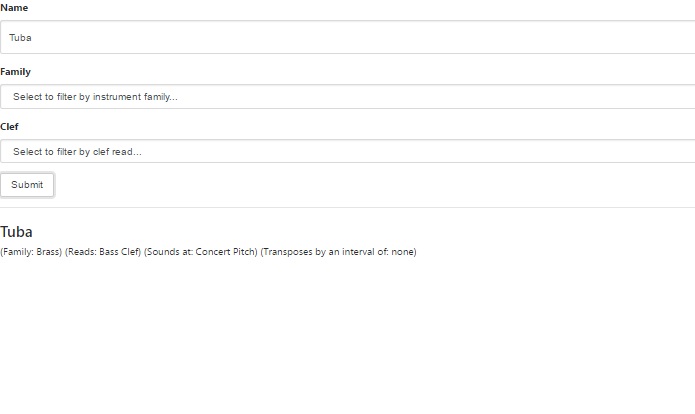 Name
Tuba
Family
Select to filter by instrument family...
Clef
Select to filter by clef read...
Submit
Tuba
(Family: Brass) (Reads: Bass Clef) (Sounds at: Concert Pitch) (Transposes by an interval of: none)